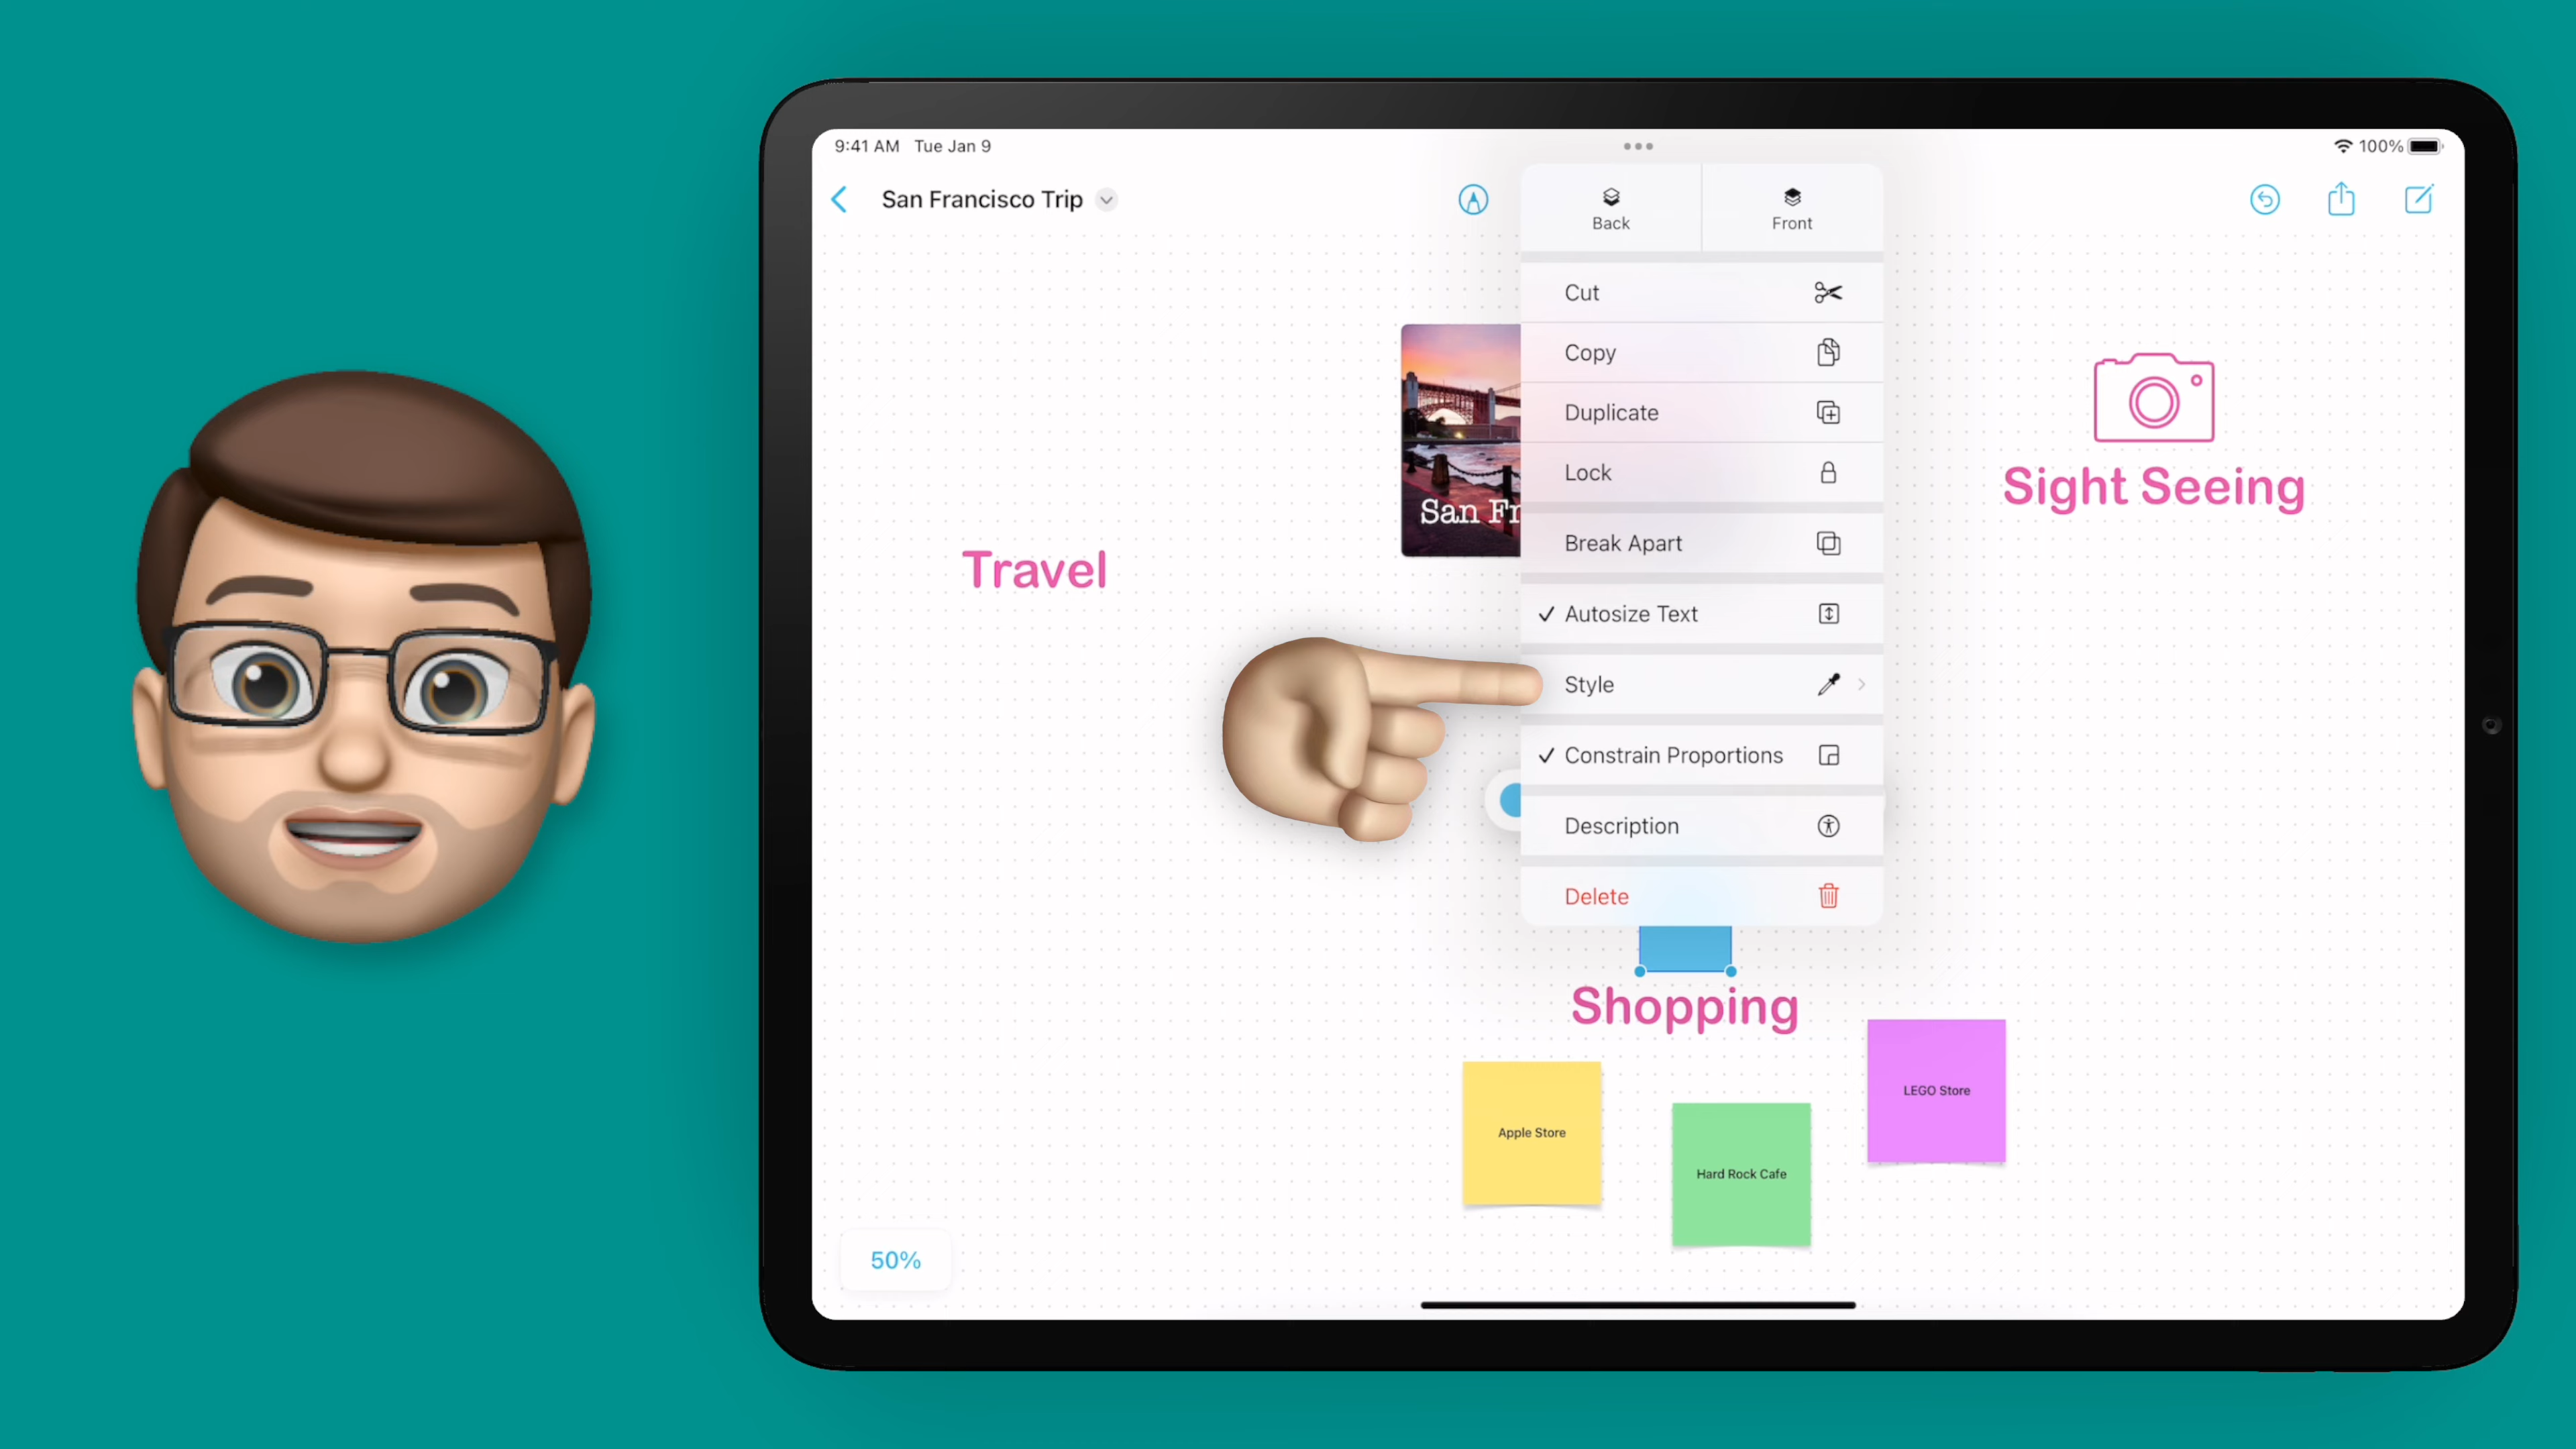 9:41 AM Tue Jan 9
100%
San Francisco Trip
Back
Front
Cut
Copy
Duplicate
Lock
Break Apart
Autosize Text
Style
Constrain Proportions
Description
Delete
San Fr
Travel
Sight Seeing
Shopping
Apple Store
Hard Rock Cafe
LEGO Store
50%